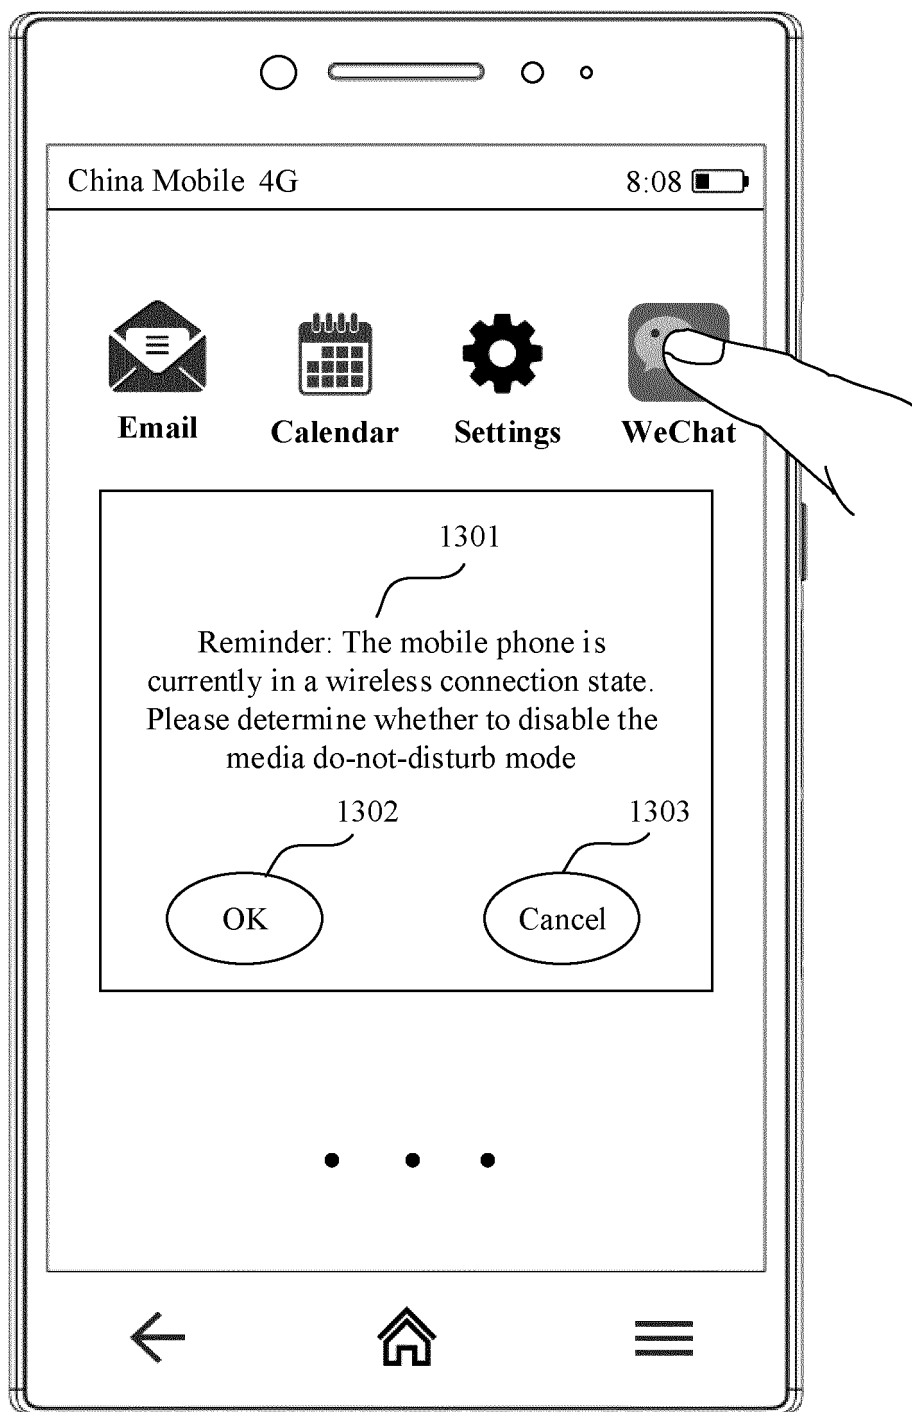 China Mobile 4G 8:08
Email Calendar Settings WeChat
1301
Reminder: The mobile phone is
currently in a wireless connection state.
Please determine whether to disable the
media do-not-disturb mode
1302 1303
OK Cancel